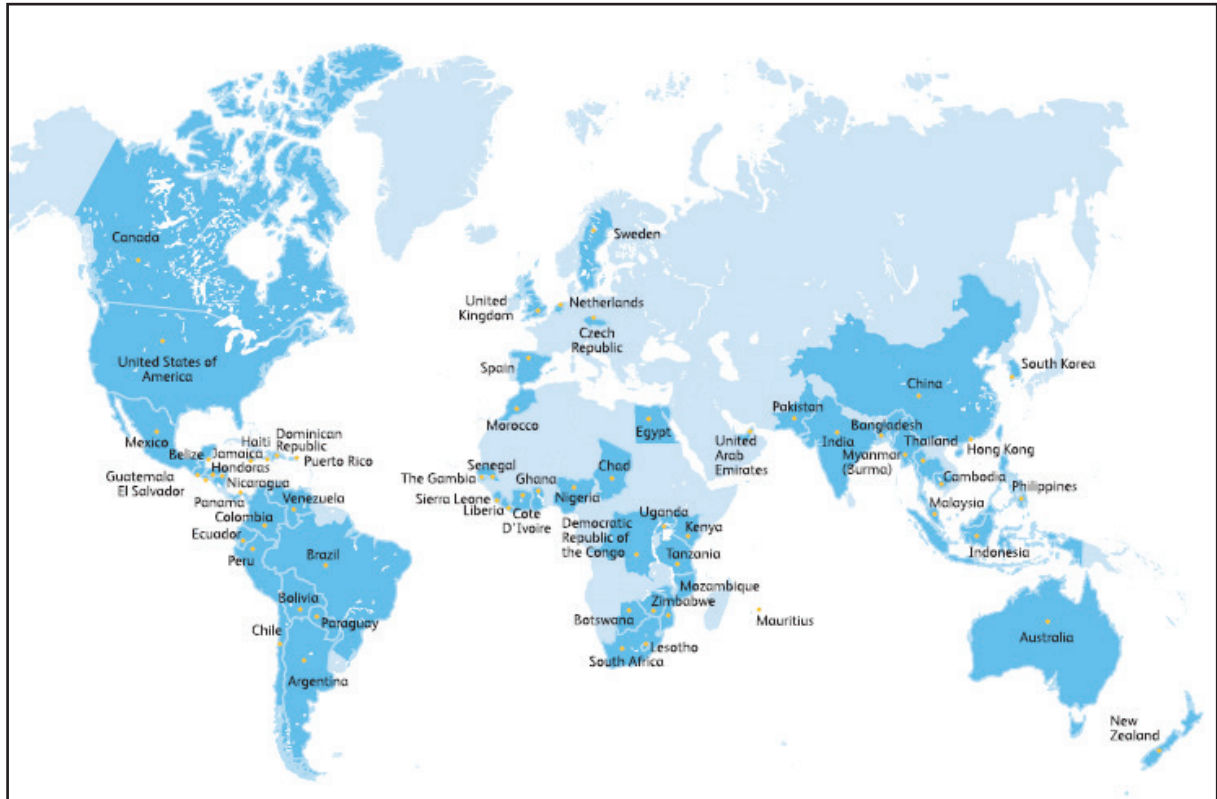 Canada
United States of
America
Mexico
Belize
Jamaica
Haiti
Dominican
Republic
Puerto Rico
Hondoras
Guatemala
El Salvador
Nicaragua
Panama
Venezuela
Colombia
Ecuador
Peru
Brazil
Bolivia
Paraguay
Chile
Argentina
Sweden
United
Kingdom
Netherlands
Czech
Republic
Spain
Morocco
Egypt
Senegal
The Gambia
Ghana
Chad
Sierra Leone
Liberia
Cote
D'Ivoire
Nigeria
Democratic
Republic of
the Congo
Uganda
Kenya
Tanzania
Mozambique
Zimbabwe
Botswana
Lesotho
South Africa
Mauritius
United
Arab
Emirates
Pakistan
India
Bangladesh
Myanmar
(Burma)
China
South Korea
Thailand
Hong Kong
Cambodia
Philippines
Malaysia
Indonesia
Australia
New
Zealand